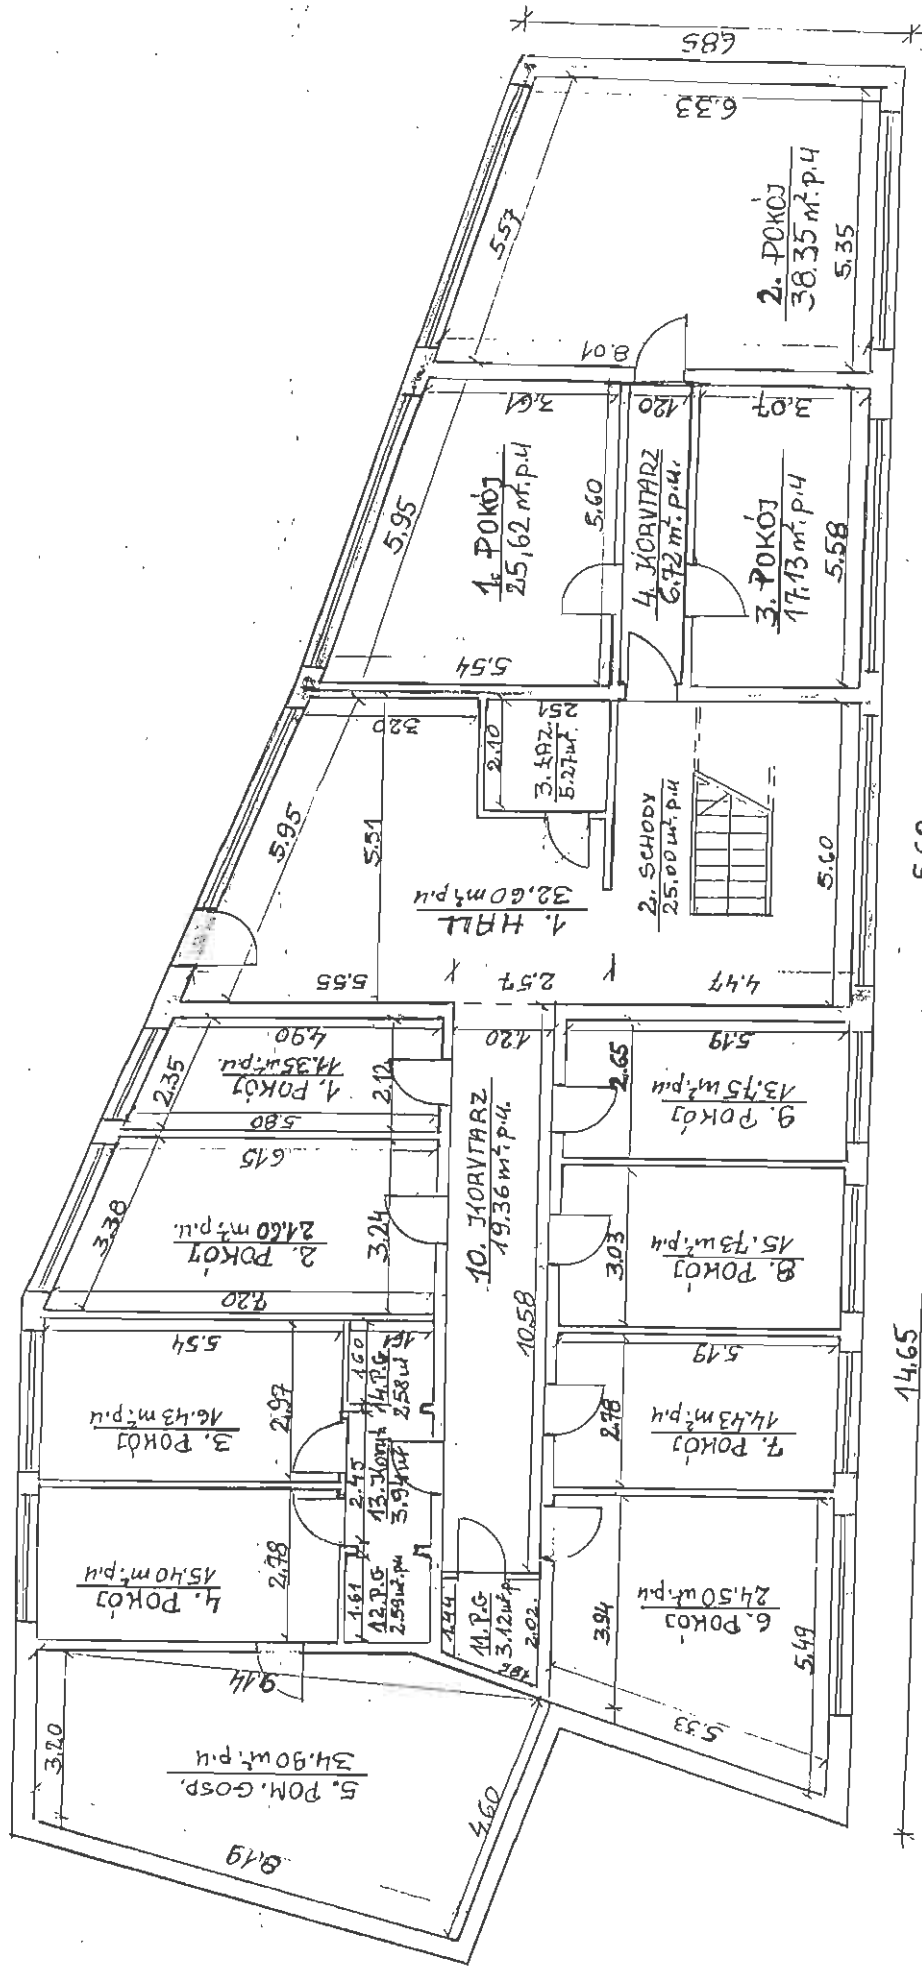 6,85
6.33
5.57
2. POKÓJ
38.35 m². p.u
5.35
8.01
3,61
120
3,07
5,95
1. POKÓJ
25,62 m². p.u
5.60
4. KORYTARZ
6.72 m². p.u.
3. POKÓJ
17.13 m². p.u
5.58
5,54
320
2.10
3. ŁAZ.
5.27 m².
251
5.95
5.51
1. HALL
32,60 m². p.u
2. SCHODY
25.00 m². p.u
5.60
5.55
2.57
4.47
4.90
1. POKÓJ
11.35 m². p.u.
2.35
2.12
5.80
1.20
5.19
2.65
9. POKÓJ
13.75 m². p.u
6.15
3.38
2. POKÓJ
21.60 m². p.u.
3.24
7.20
10. KORYTARZ
19.36 m². p.u.
10.58
3.03
8. POKÓJ
15.73 m². p.u
5.54
3. POKÓJ
16.43 m². p.u
2.97
1.60
14. P.G
2.58 m²
2.45
13. Koryt.
3.94 m²
5.19
2.78
7. POKÓJ
14.43 m². p.u
14.65
4. POKÓJ
15.40 m². p.u
2.78
1.61
12. P.G
2.59 m². p.u
1.44
11. P.G
3.12 m². p.
2.02
3.94
6. POKÓJ
24.50 m². p.u
5.49
5.33
9.14
3.20
5. POM. GOSP.
34.90 m². p.u
4.60
8.19